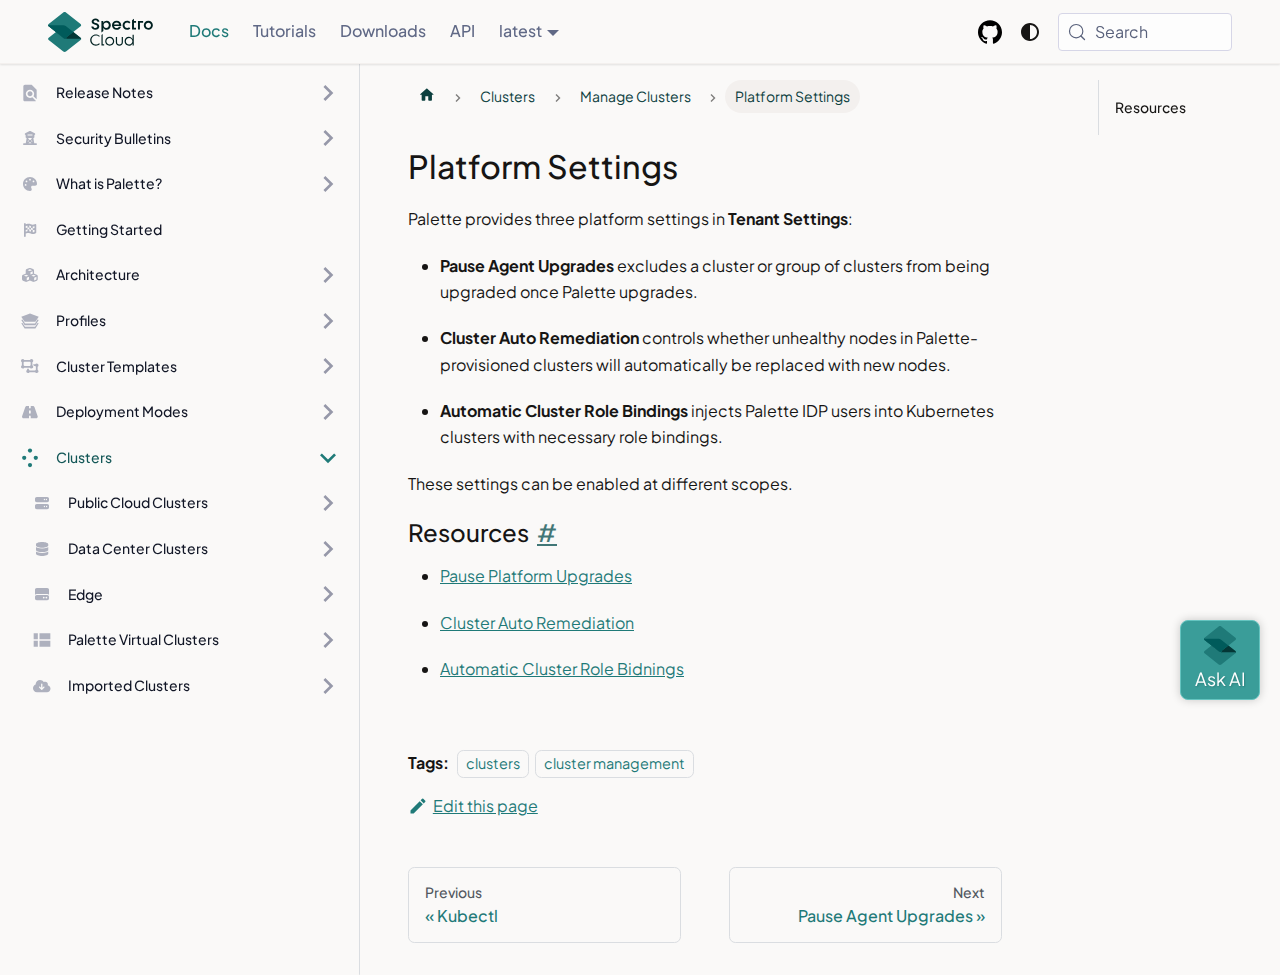 Spectro Cloud
Docs
Tutorials
Downloads
API
latest
Search
Release Notes
Security Bulletins
What is Palette?
Getting Started
Architecture
Profiles
Cluster Templates
Deployment Modes
Clusters
Public Cloud Clusters
Data Center Clusters
Edge
Palette Virtual Clusters
Imported Clusters
Clusters
Manage Clusters
Platform Settings
Platform Settings
Palette provides three platform settings in Tenant Settings:
Pause Agent Upgrades excludes a cluster or group of clusters from being
upgraded once Palette upgrades.
Cluster Auto Remediation controls whether unhealthy nodes in Palette-
provisioned clusters will automatically be replaced with new nodes.
Automatic Cluster Role Bindings injects Palette IDP users into Kubernetes
clusters with necessary role bindings.
These settings can be enabled at different scopes.
Resources #
Pause Platform Upgrades
Cluster Auto Remediation
Automatic Cluster Role Bidnings
Tags: clusters cluster management
Edit this page
Previous
« Kubectl
Next
Pause Agent Upgrades »
Resources
Ask AI